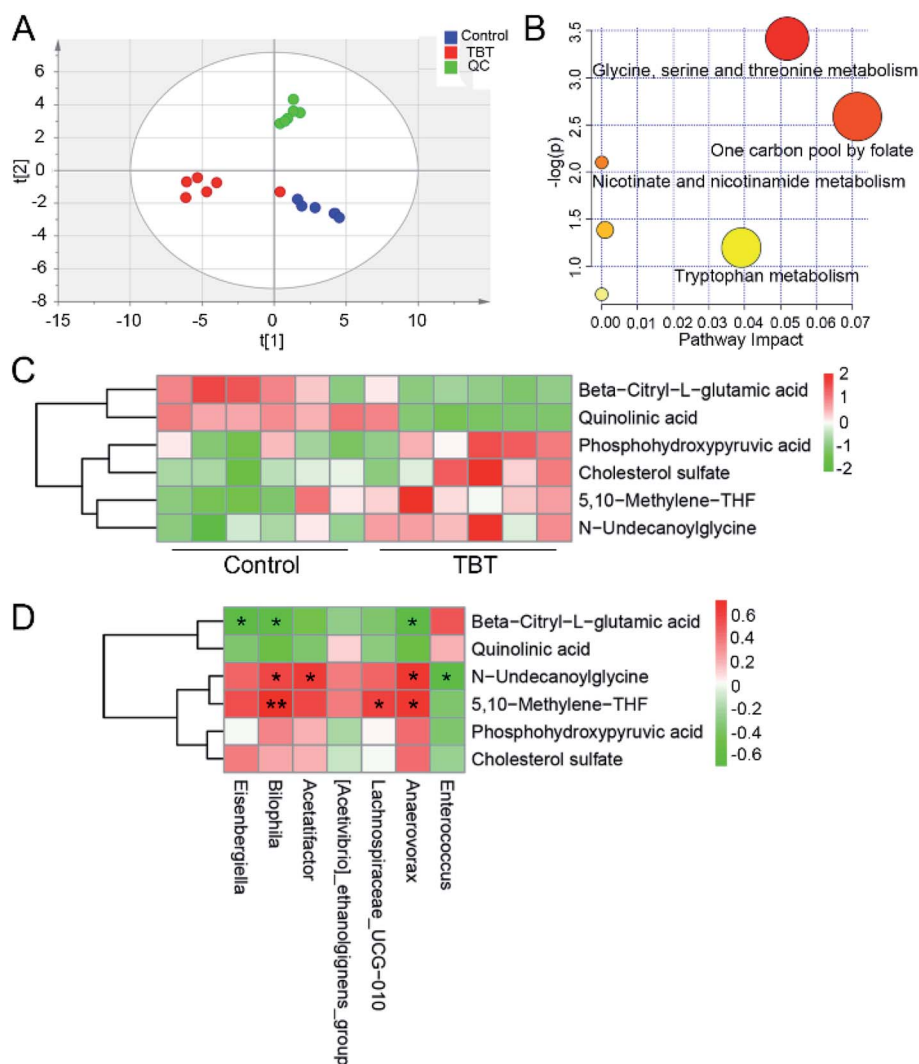 A
Control
TBT
QC
6
4
2
0
-2
-4
-6
-8
t[2]
-15
-10
-5
0
5
10
t[1]
B
3.5
3.0
2.5
2.0
1.5
1.0
-log(p)
Glycine, serine and threonine metabolism
One carbon pool by folate
Nicotinate and nicotinamide metabolism
Tryptophan metabolism
0.00 0.01 0.02 0.03 0.04 0.05 0.06 0.07
Pathway Impact
C
Beta−Citryl−L−glutamic acid
Quinolinic acid
Phosphohydroxypyruvic acid
Cholesterol sulfate
5,10−Methylene−THF
N−Undecanoylglycine
2
1
0
-1
-2
Control
TBT
D
* * *
* * * *
** * *
Beta−Citryl−L−glutamic acid
Quinolinic acid
N−Undecanoylglycine
5,10−Methylene−THF
Phosphohydroxypyruvic acid
Cholesterol sulfate
0.6
0.4
0.2
0
-0.2
-0.4
-0.6
Eisenbergiella
Bilophila
Acetatifactor
[Acetivibrio]_ethanolgignens_group
Lachnospiraceae_UCG−010
Anaerovorax
Enterococcus